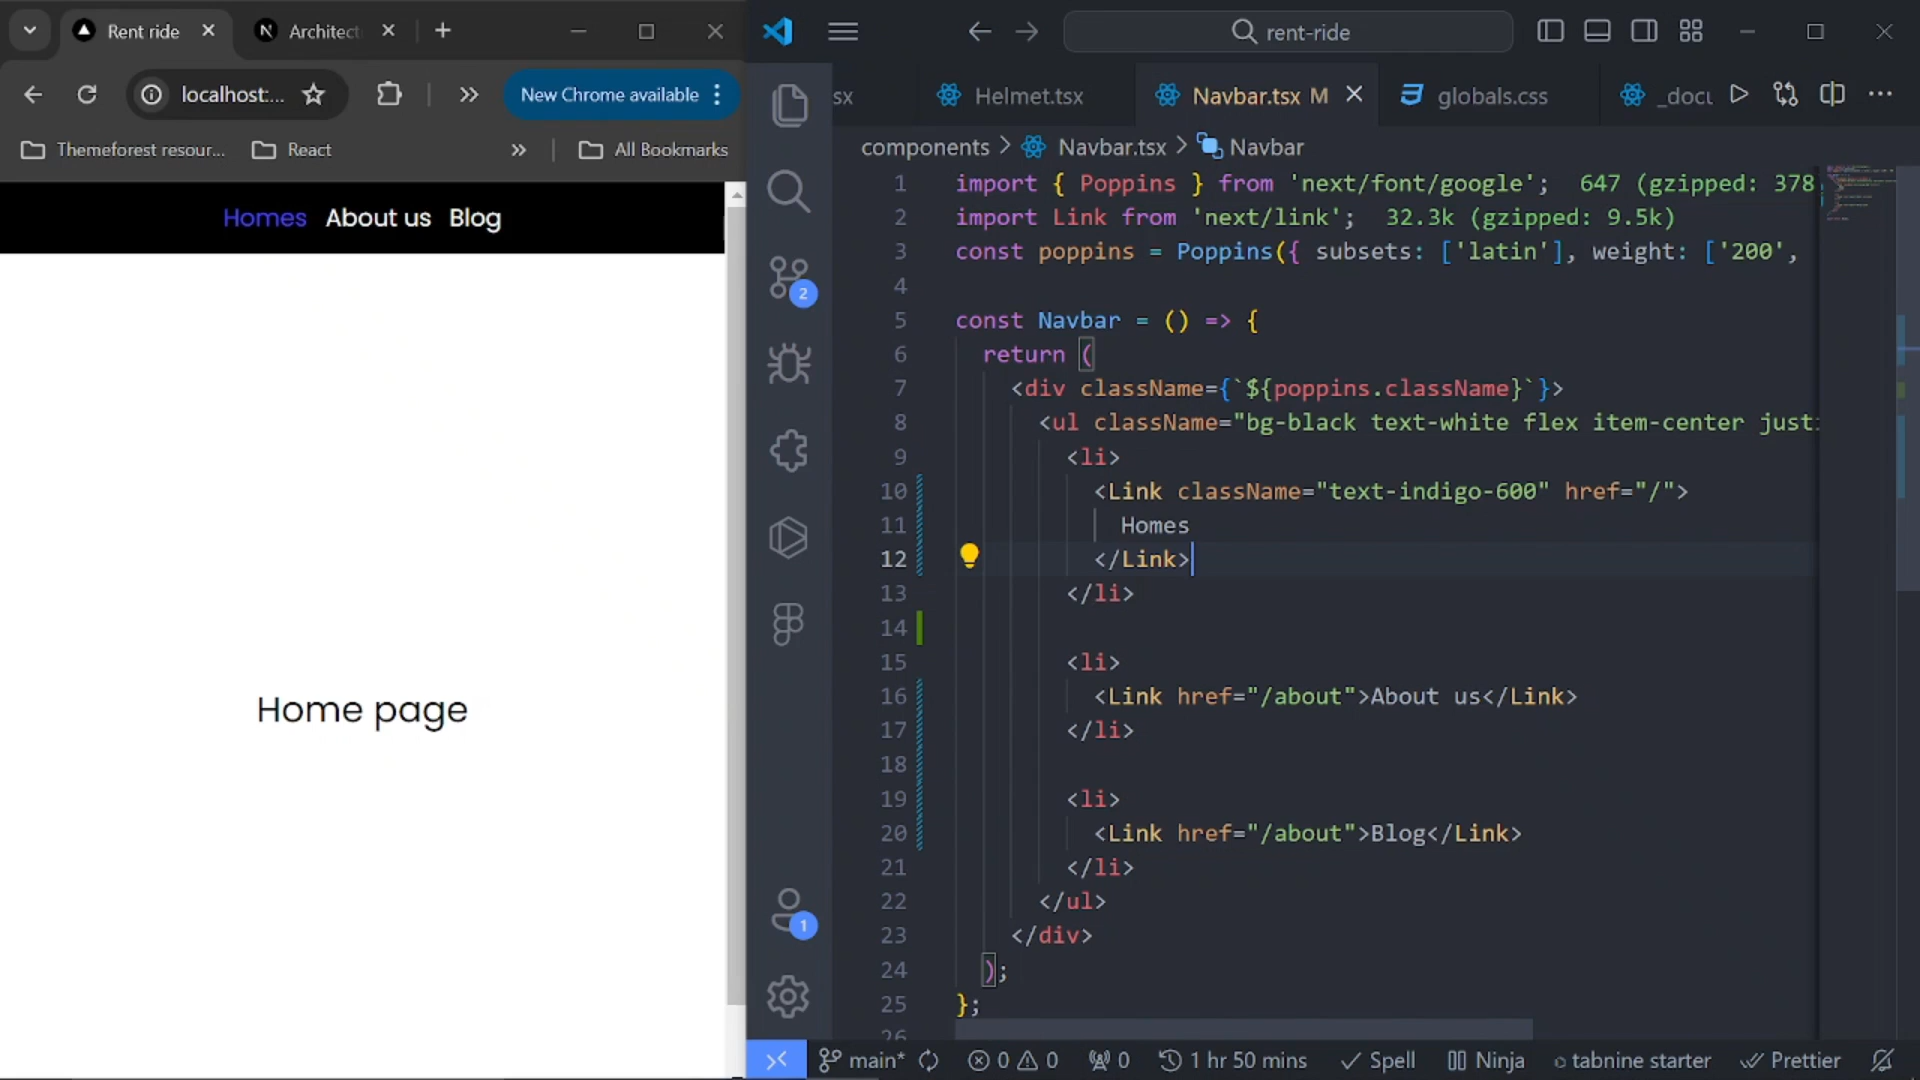 Rent ride
Architect
localhost:...
New Chrome available
Themeforest resour...
React
All Bookmarks
Homes About us Blog
Home page
rent-ride
sx
Helmet.tsx
Navbar.tsx M
globals.css
_docu
components > Navbar.tsx > Navbar
1 import { Poppins } from 'next/font/google'; 647 (gzipped: 378
2 import Link from 'next/link'; 32.3k (gzipped: 9.5k)
3 const poppins = Poppins({ subsets: ['latin'], weight: ['200',
4
5 const Navbar = () => {
6 return (
7 <div className={`${poppins.className}`}>
8 <ul className="bg-black text-white flex item-center justi
9 <li>
10 <Link className="text-indigo-600" href="/">
11 Homes
12 </Link>
13 </li>
14
15 <li>
16 <Link href="/about">About us</Link>
17 </li>
18
19 <li>
20 <Link href="/about">Blog</Link>
21 </li>
22 </ul>
23 </div>
24 );
25 };
26
2
1
main* 0 0 0 1 hr 50 mins Spell Ninja tabnine starter Prettier